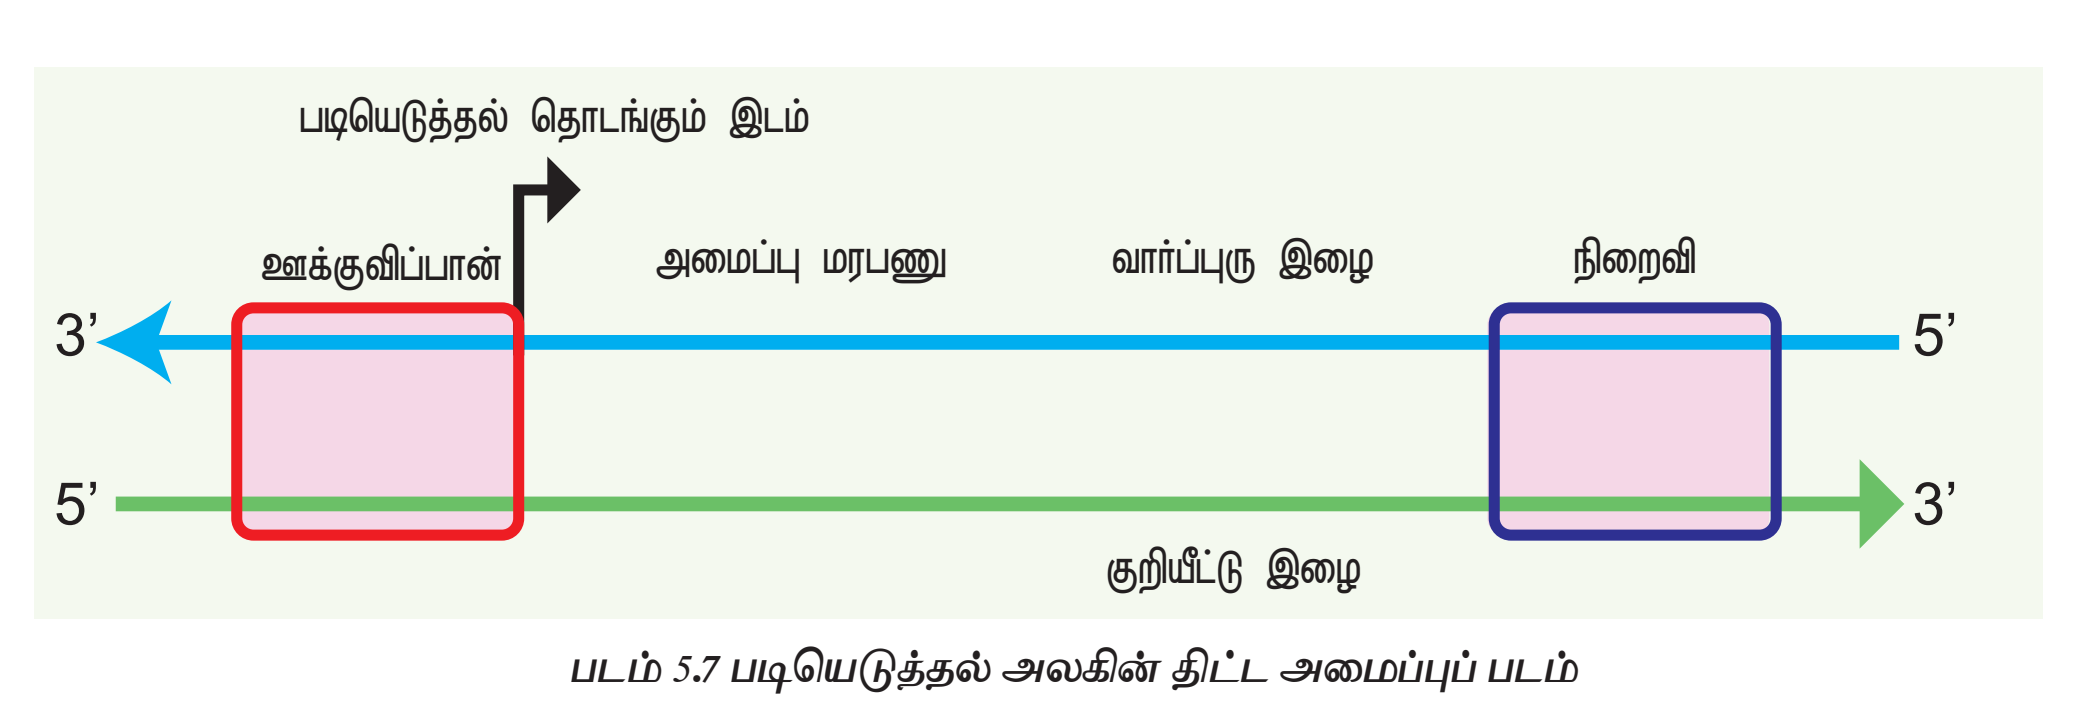 படியெடுத்தல் தொடங்கும் இடம்
ஊக்குவிப்பான் அமைப்பு மரபணு வார்ப்புரு இழை நிறைவி
3’ 5’
5’ 3’
குறியீட்டு இழை
படம் 5.7 படியெடுத்தல் அலகின் திட்ட அமைப்புப் படம்